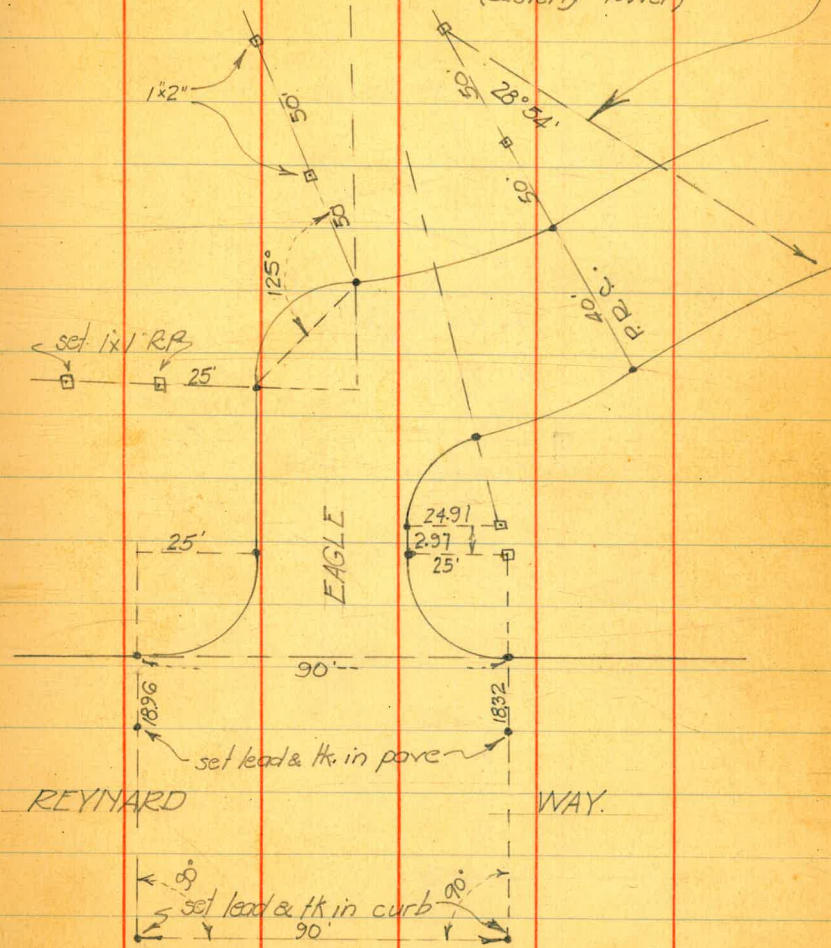 (Easterly Tower)
1"x2"
50'
50'
50'
50'
28°54'
125°
40'
P.R.C.
set 1x1 R.P.
25'
24.91
2.97
25'
25'
EAGLE
90'
18.96
18.32
set lead & tk. in pave
REYNARD WAY.
90°
90°
set lead & tk in curb
90'